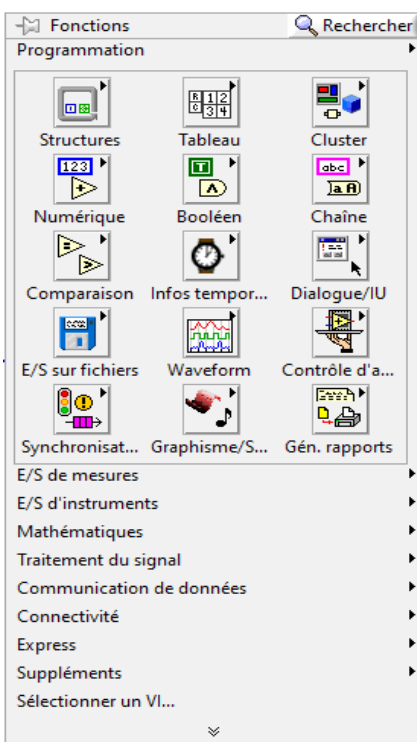 Fonctions Rechercher
Programmation
Structures Tableau Cluster
123
Numérique Booléen Chaîne
Comparaison Infos tempor... Dialogue/IU
E/S sur fichiers Waveform Contrôle d'a...
Synchronisat... Graphisme/S... Gén. rapports
E/S de mesures
E/S d'instruments
Mathématiques
Traitement du signal
Communication de données
Connectivité
Express
Suppléments
Sélectionner un VI...